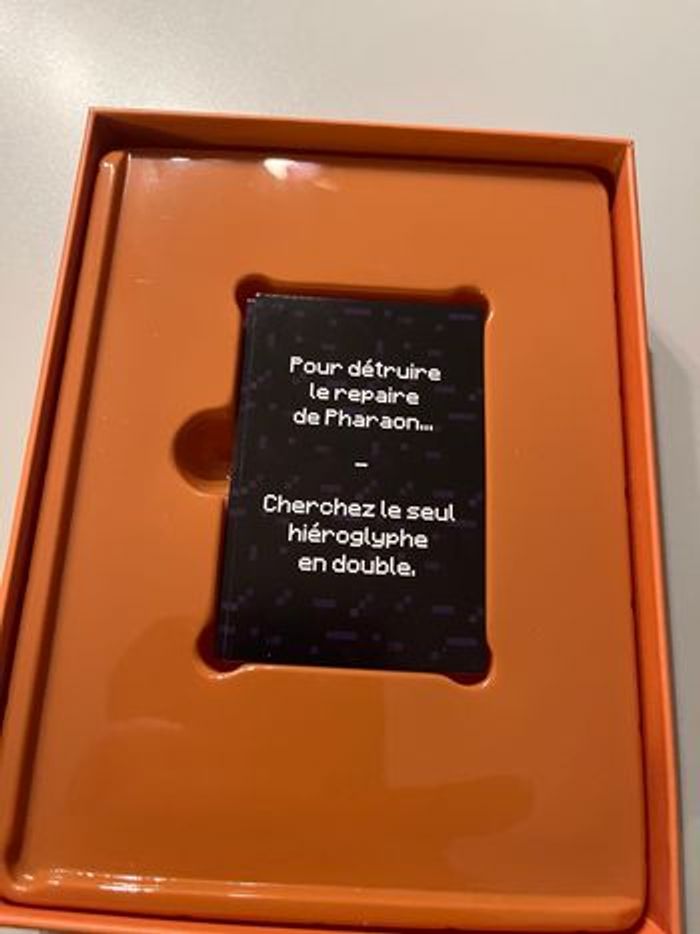 Pour détruire
le repaire
de Pharaon...
–
Cherchez le seul
hiéroglyphe
en double.